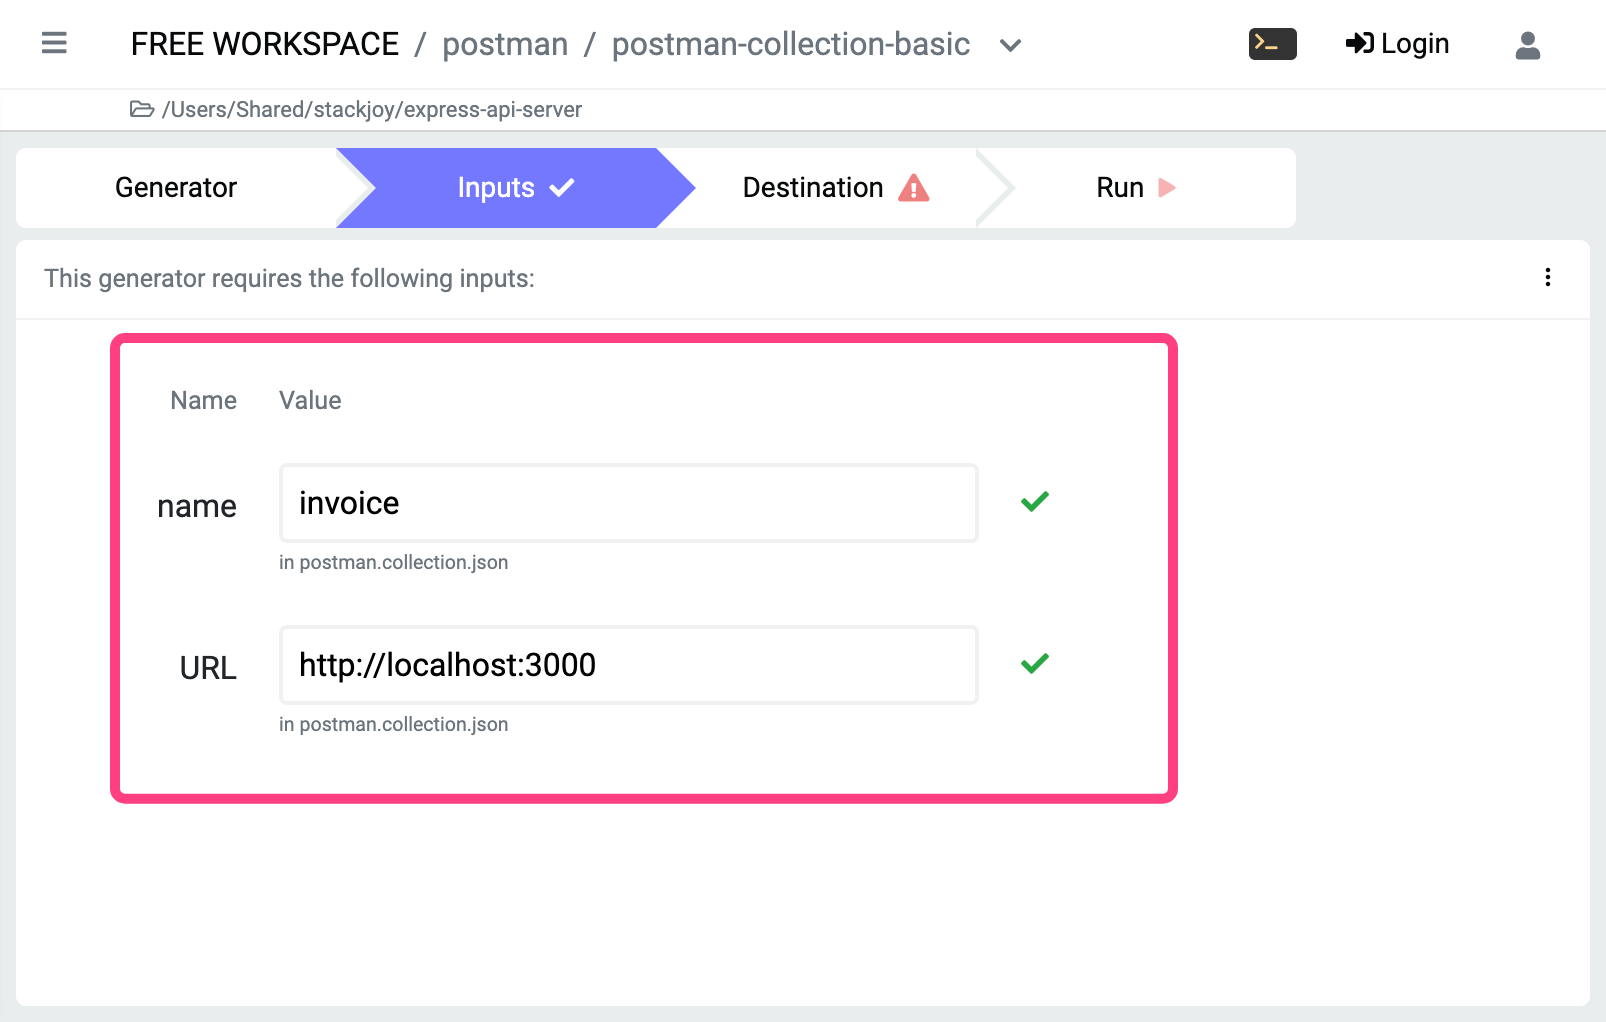 FREE WORKSPACE / postman / postman-collection-basic
Login
/Users/Shared/stackjoy/express-api-server
Generator
Inputs
Destination
Run
This generator requires the following inputs:
Name Value
name invoice
in postman.collection.json
URL http://localhost:3000
in postman.collection.json